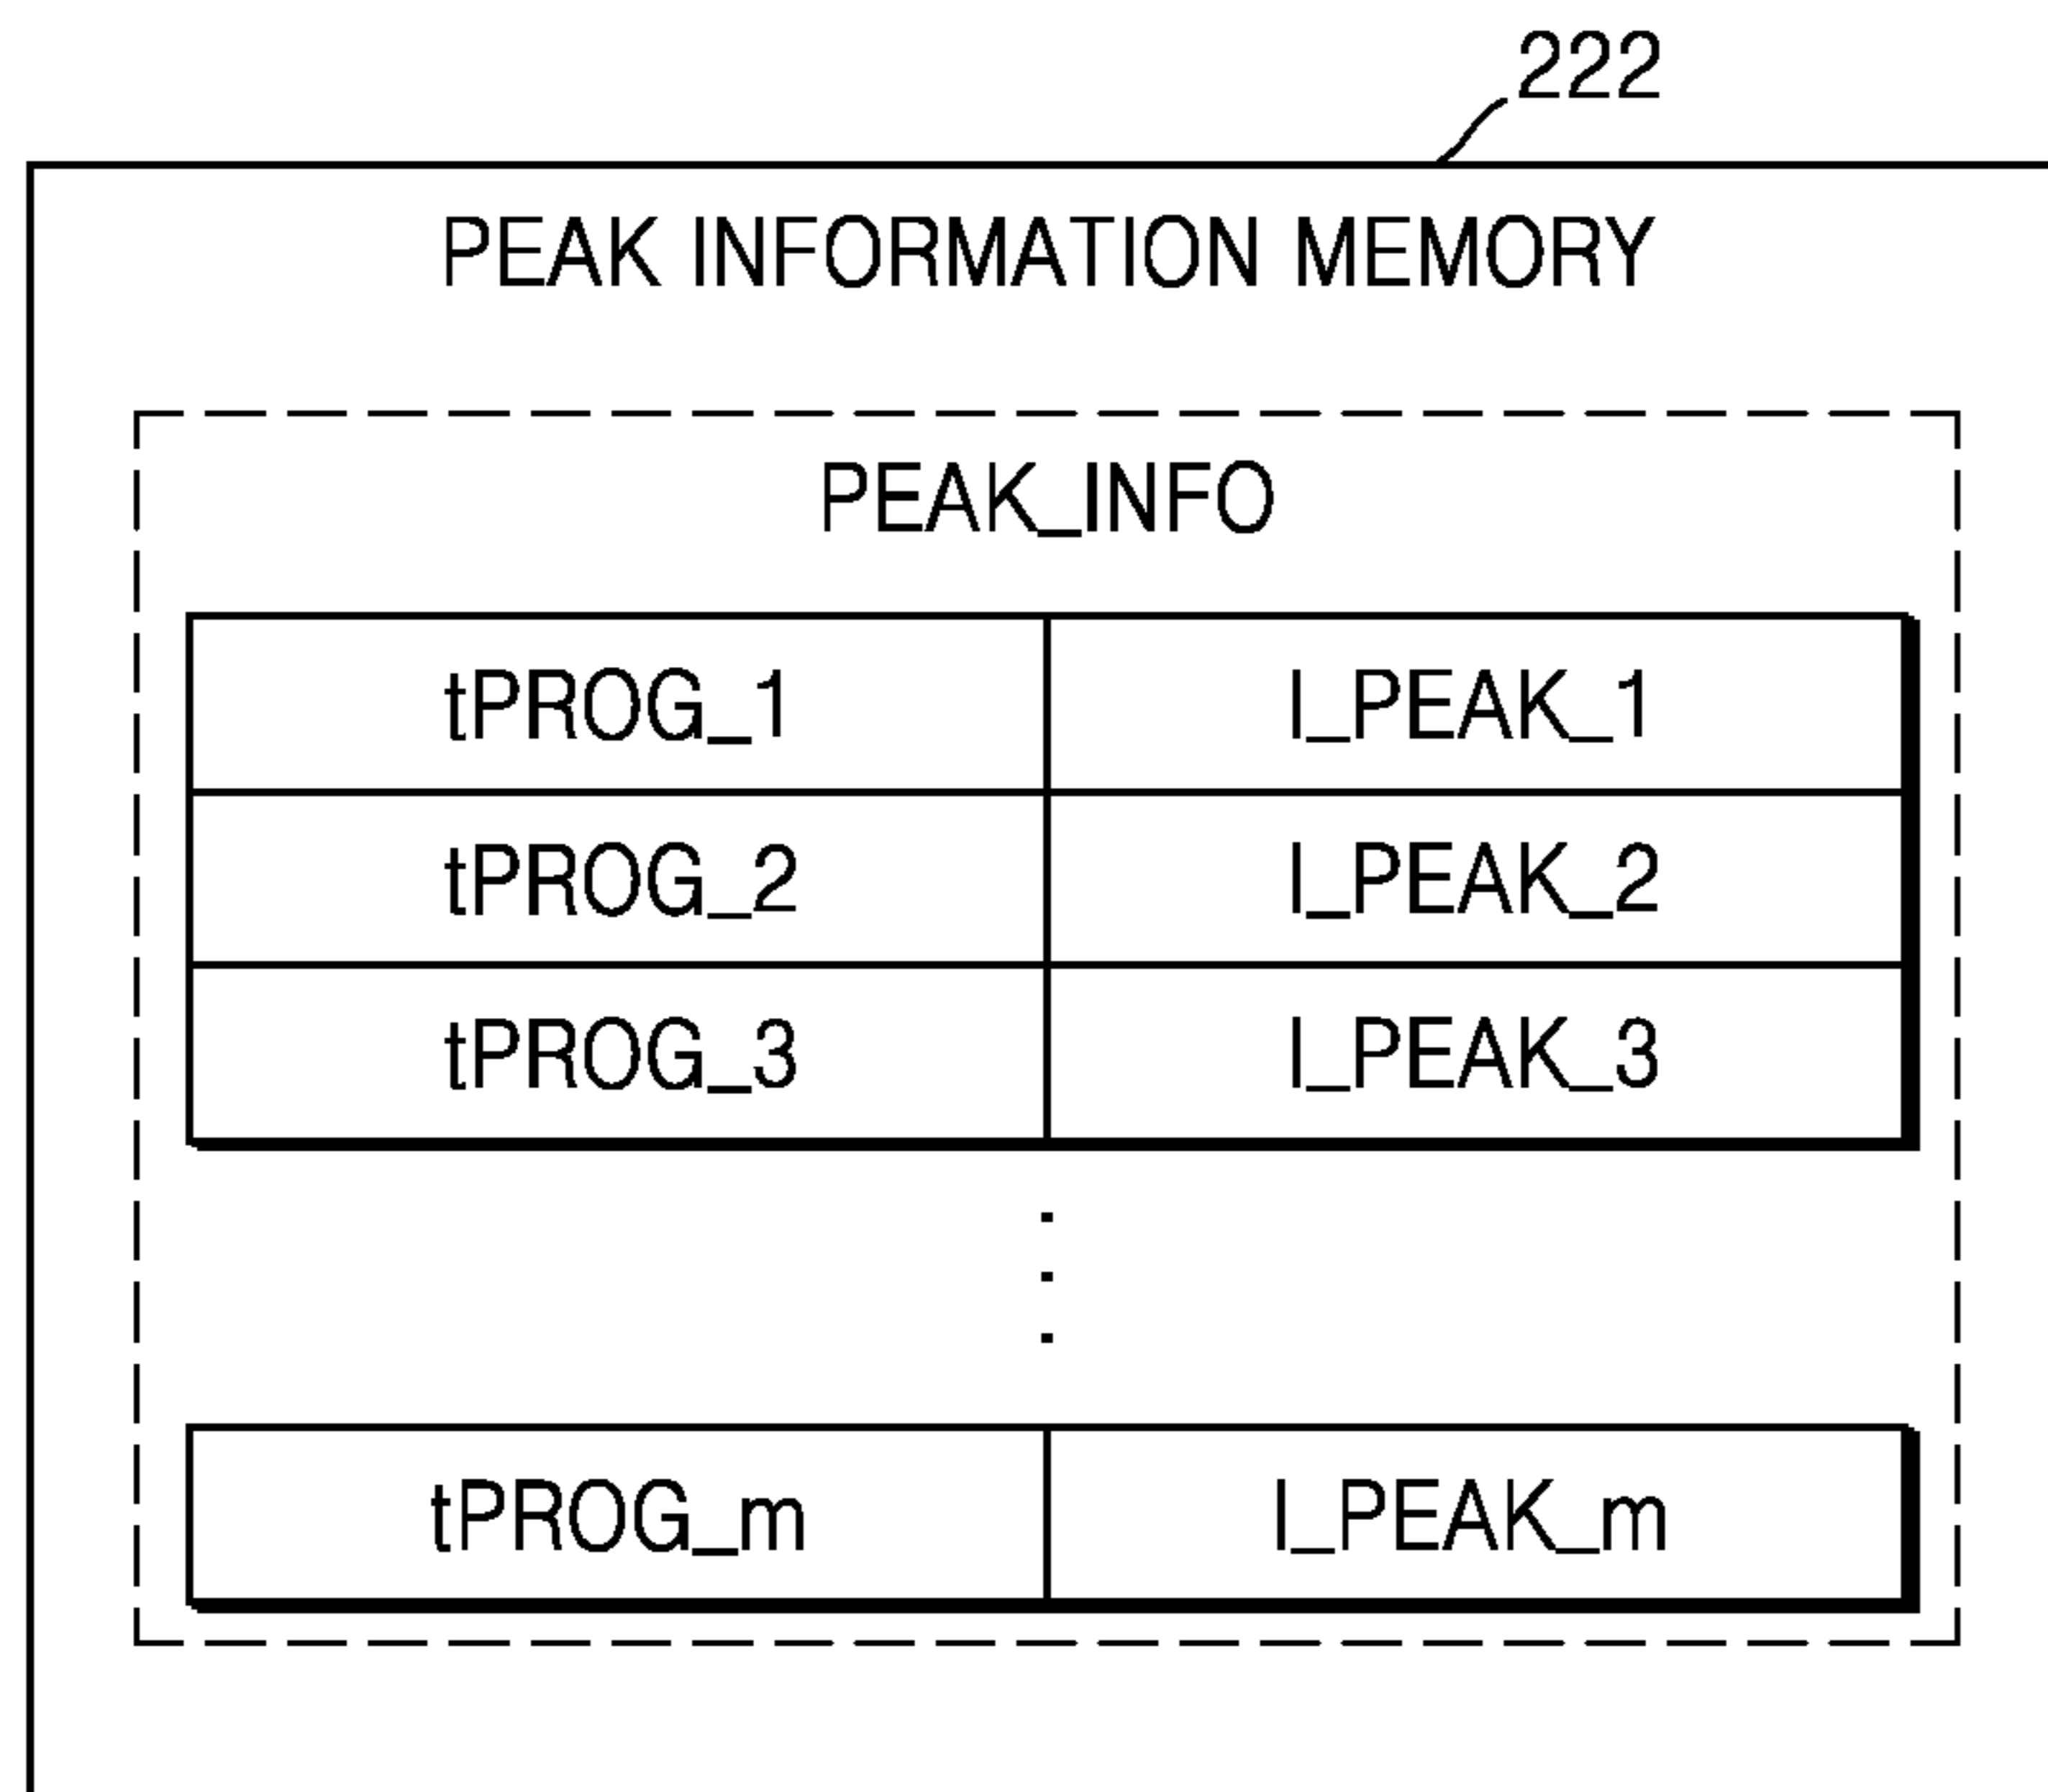 222
PEAK INFORMATION MEMORY
PEAK_INFO
tPROG_1 I_PEAK_1
tPROG_2 I_PEAK_2
tPROG_3 I_PEAK_3
tPROG_m I_PEAK_m